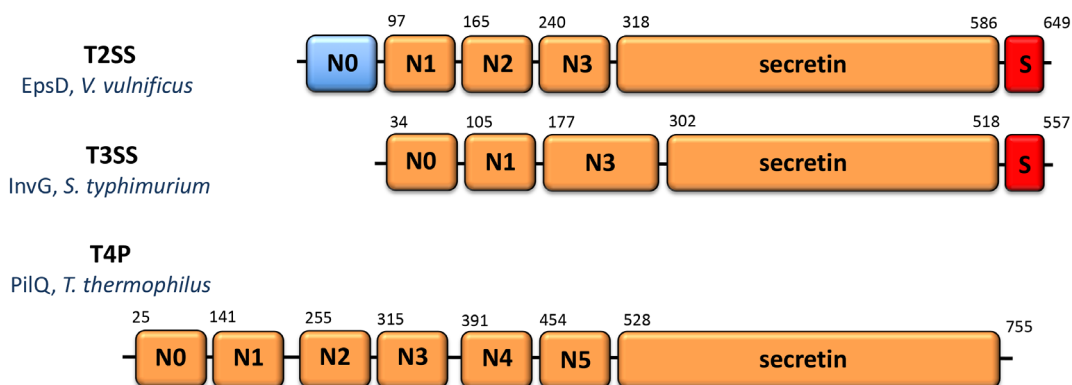 97 165 240 318 586 649
T2SS
N0 N1 N2 N3 secretin S
EpsD, V. vulnificus
34 105 177 302 518 557
T3SS
N0 N1 N3 secretin S
InvG, S. typhimurium
T4P
PilQ, T. thermophilus
25 141 255 315 391 454 528 755
N0 N1 N2 N3 N4 N5 secretin